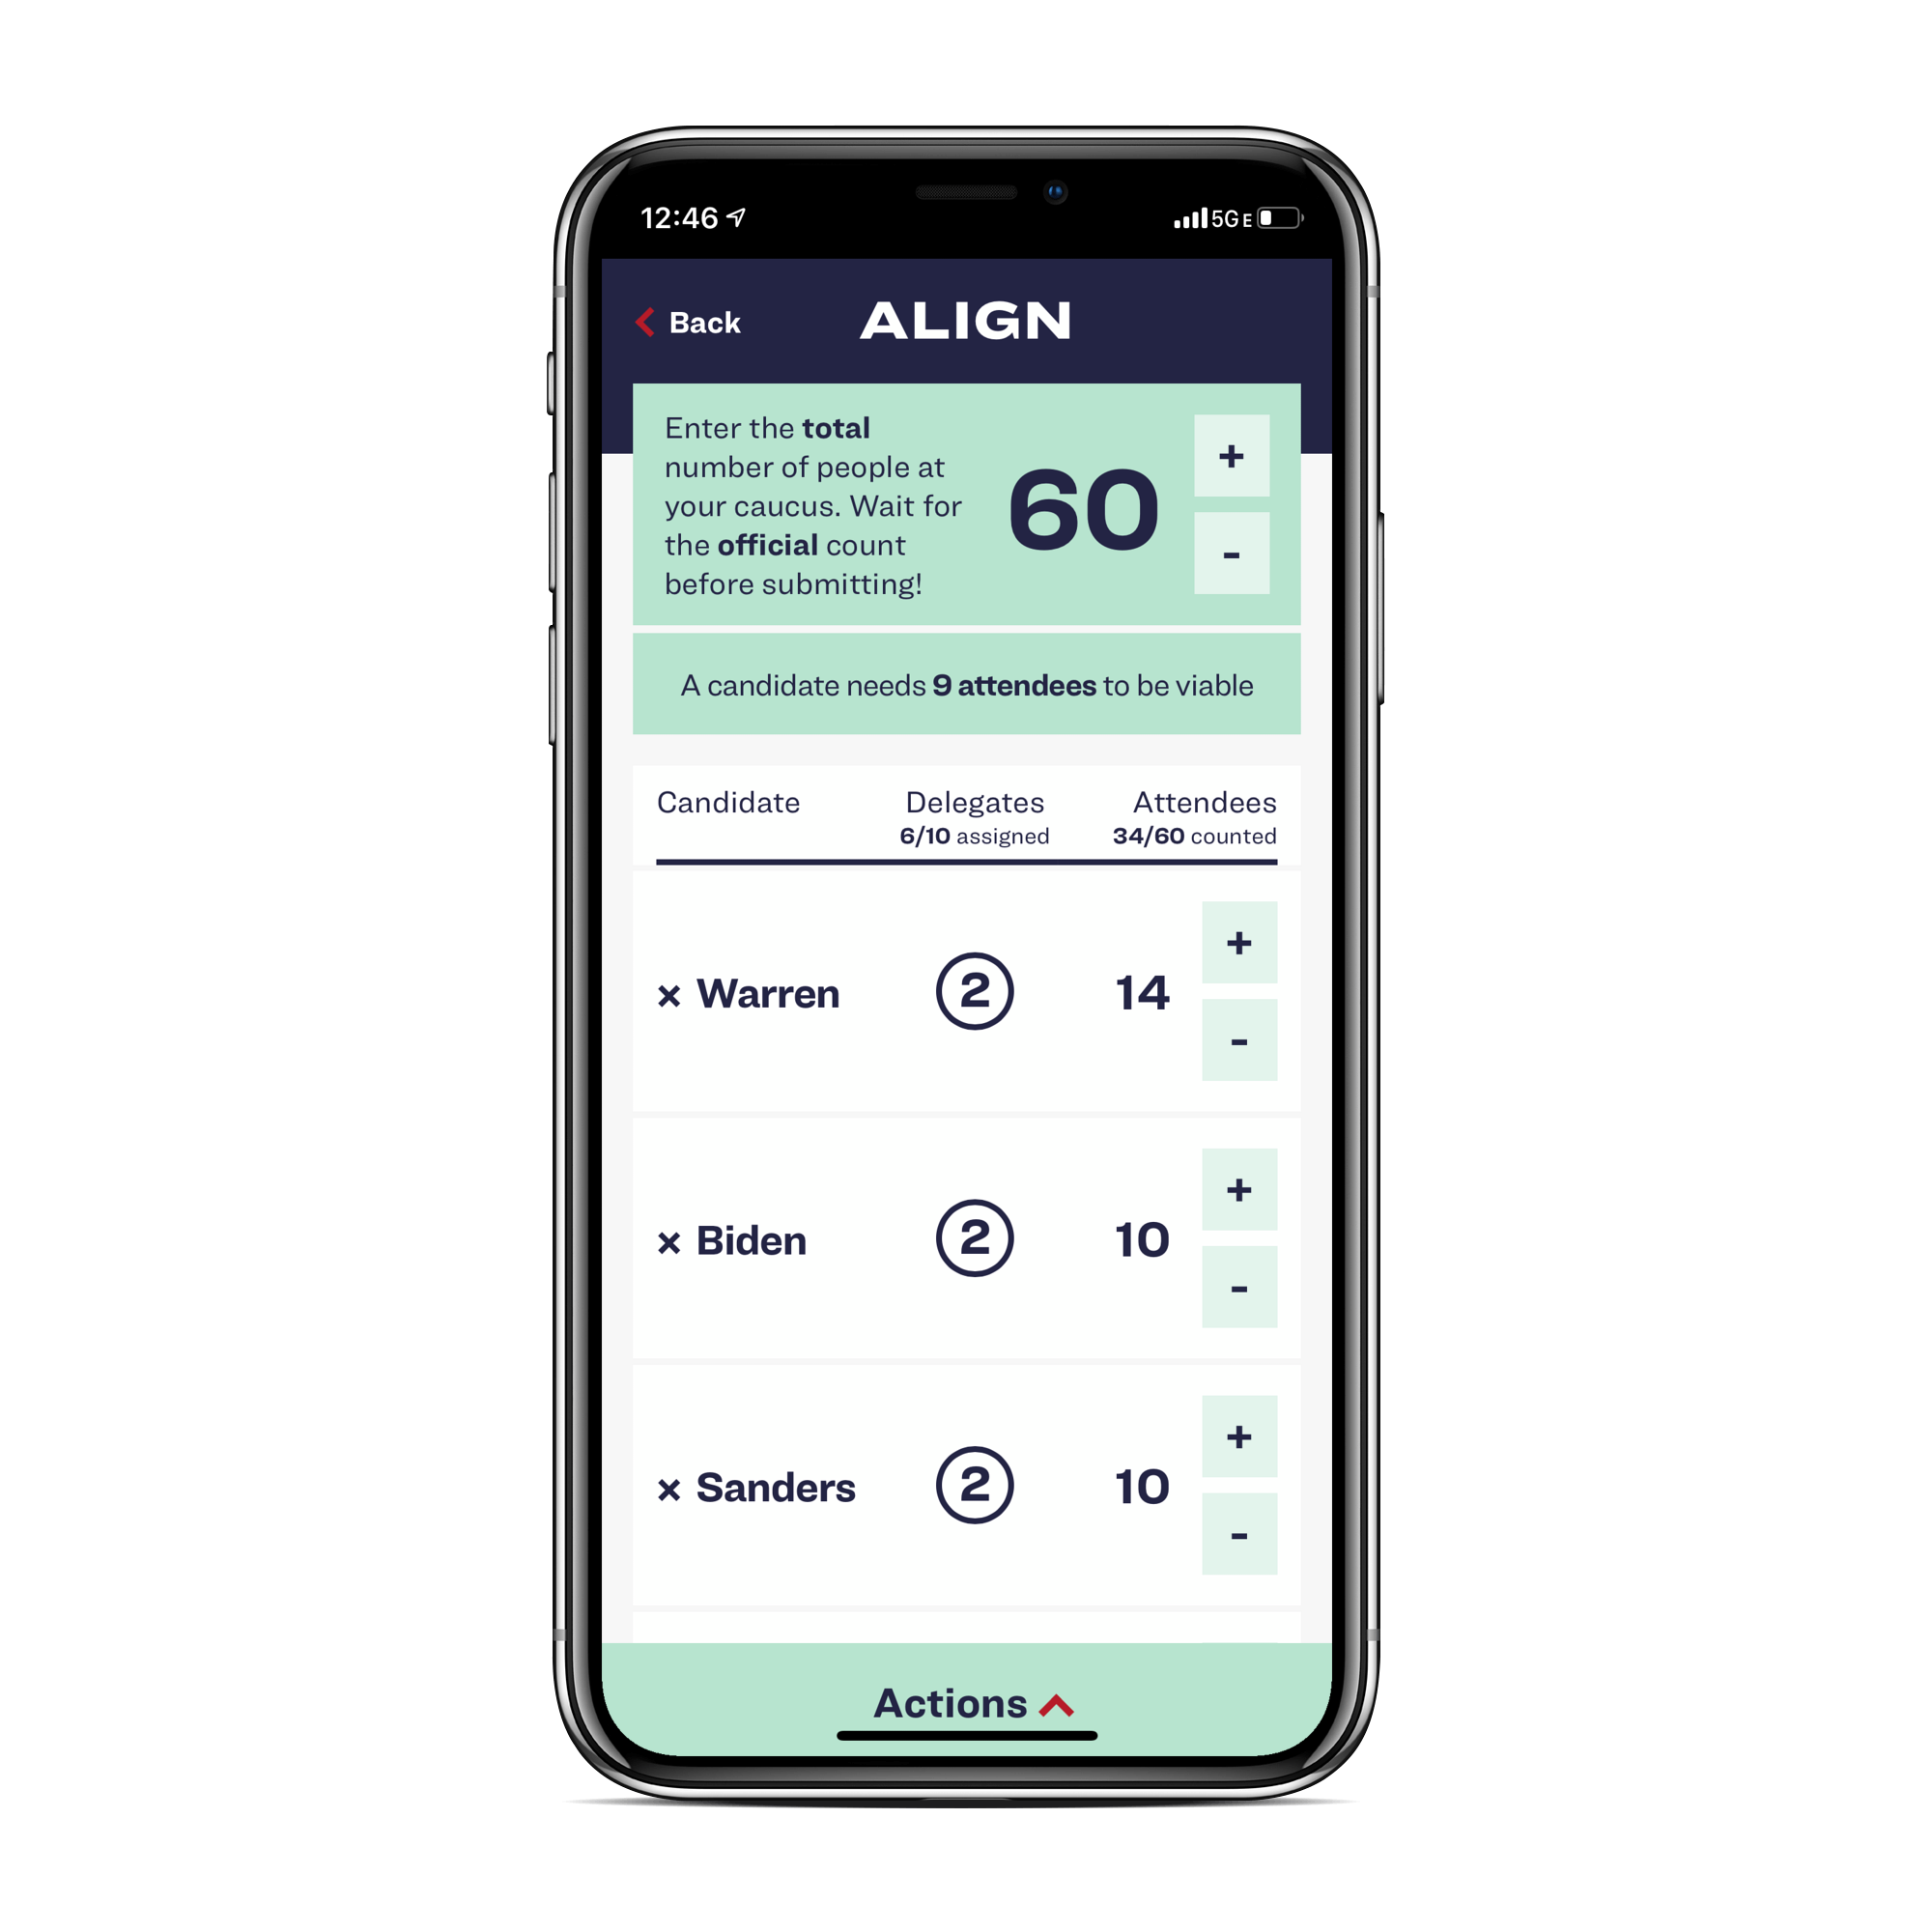 12:46 5G E
Back ALIGN
Enter the total
number of people at
your caucus. Wait for
the official count
before submitting!
60
+
-
A candidate needs 9 attendees to be viable
Candidate Delegates Attendees
6/10 assigned 34/60 counted
× Warren 2 14
+
-
× Biden 2 10
+
-
× Sanders 2 10
+
-
Actions